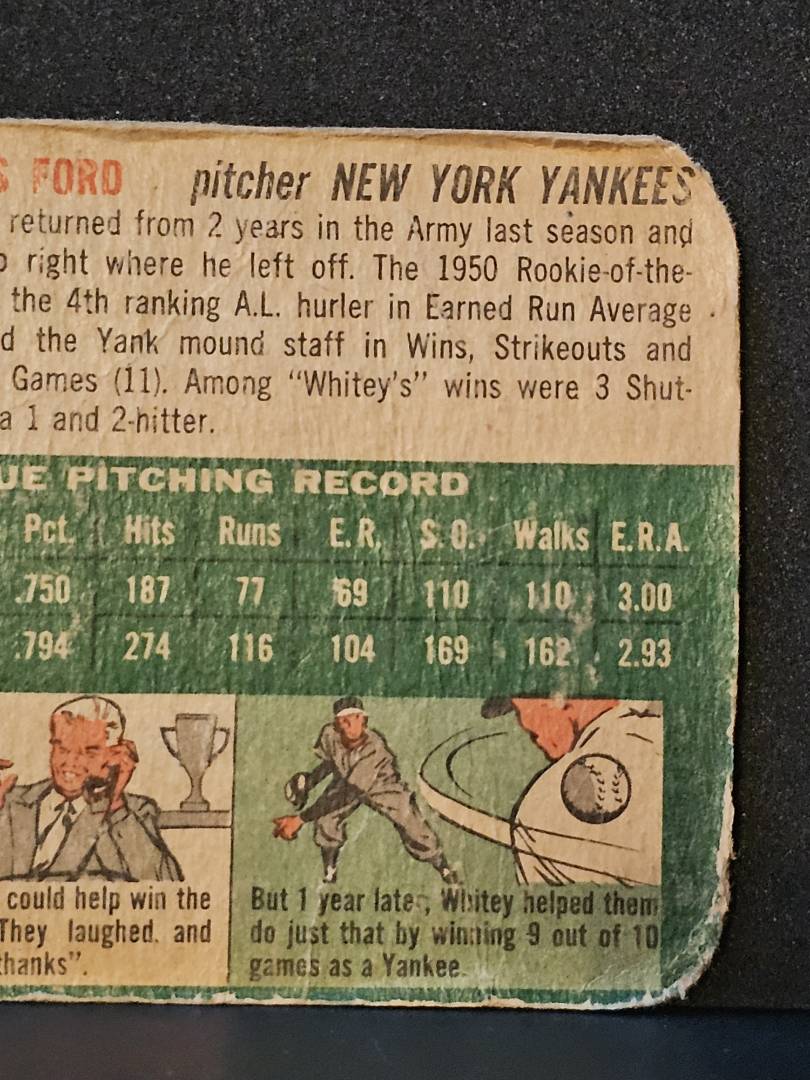 FORD pitcher NEW YORK YANKEES
returned from 2 years in the Army last season and
right where he left off. The 1950 Rookie-of-the-
the 4th ranking A.L. hurler in Earned Run Average
the Yank mound staff in Wins, Strikeouts and
Games (11). Among "Whitey's" wins were 3 Shut-
a 1 and 2-hitter.
PITCHING RECORD
Pct. Hits Runs E.R. S.O. Walks E.R.A.
.750 187 77 69 110 110 3.00
.794 274 116 104 169 162 2.93
could help win the
They laughed. and
thanks".
But 1 year later, Whitey helped them
do just that by winning 9 out of 10
games as a Yankee.